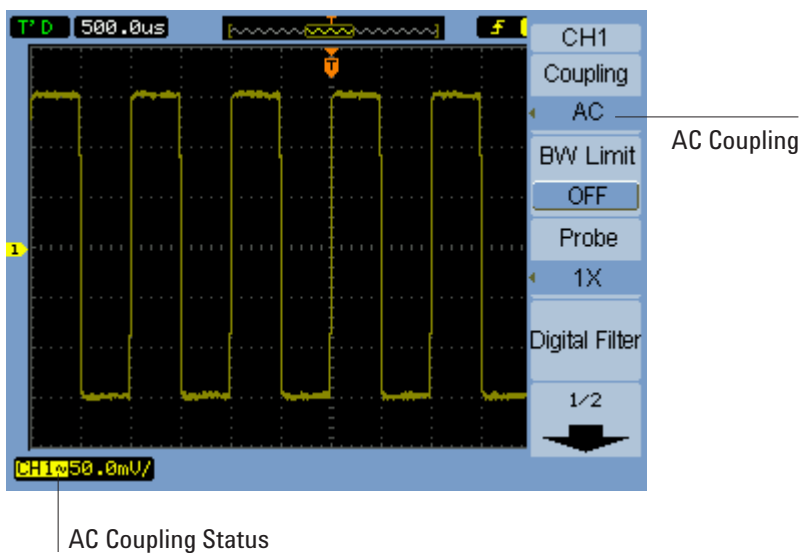 T'D 500.0us
T
CH1
Coupling
AC
AC Coupling
BW Limit
OFF
Probe
1
1X
Digital Filter
1/2
CH1~50.0mV/
AC Coupling Status